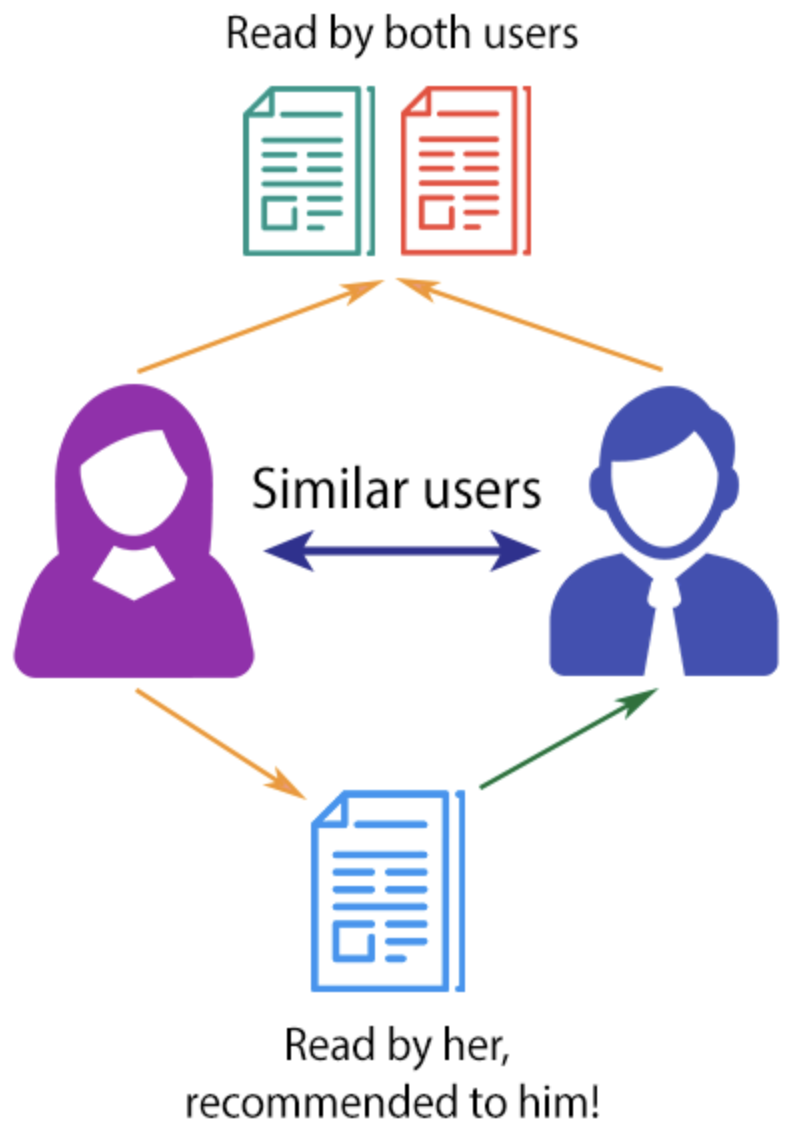 Read by both users
Similar users
Read by her,
recommended to him!